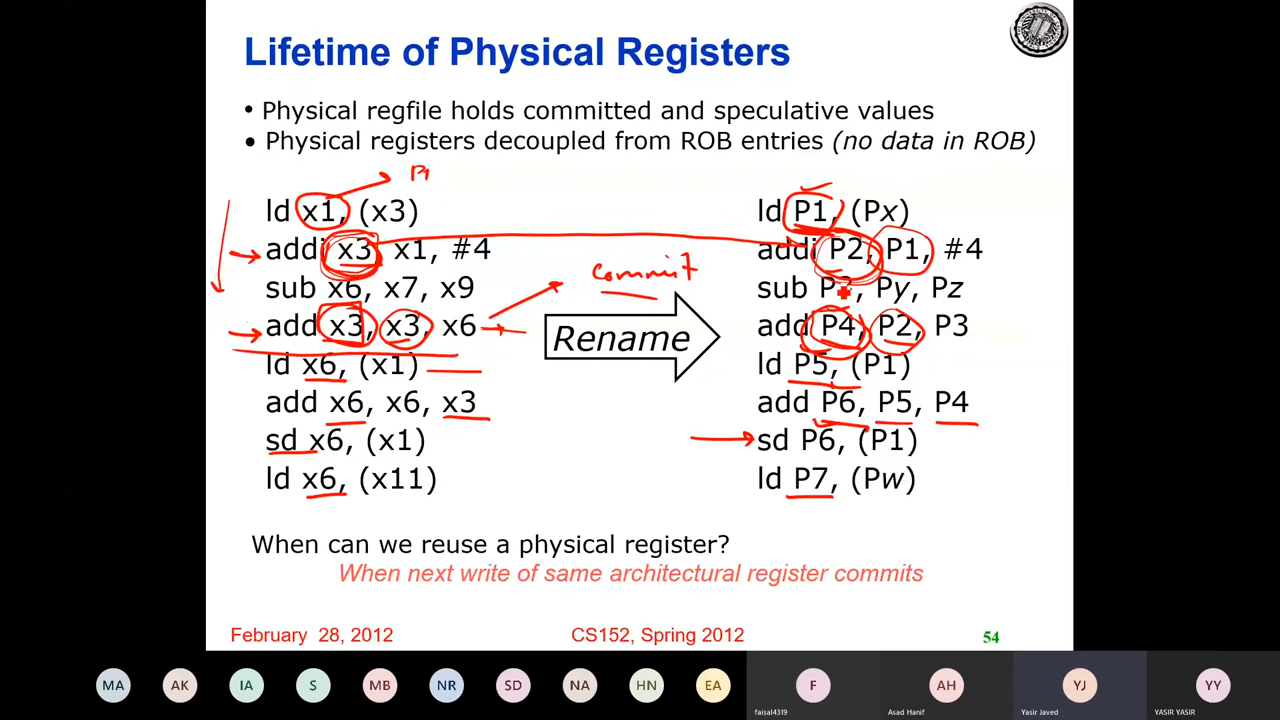 Lifetime of Physical Registers
• Physical regfile holds committed and speculative values
• Physical registers decoupled from ROB entries (no data in ROB)
P1
ld x1, (x3)
addi x3, x1, #4
sub x6, x7, x9
add x3, x3, x6
ld x6, (x1)
add x6, x6, x3
sd x6, (x1)
ld x6, (x11)
commit
Rename
ld P1, (Px)
addi P2, P1, #4
sub P3, Py, Pz
add P4, P2, P3
ld P5, (P1)
add P6, P5, P4
sd P6, (P1)
ld P7, (Pw)
When can we reuse a physical register?
When next write of same architectural register commits
February 28, 2012 CS152, Spring 2012 54
MA AK IA S MB NR SD NA HN EA F AH YJ YY
faisal4319 Asad Hanif Yasir Javed YASIR YASIR